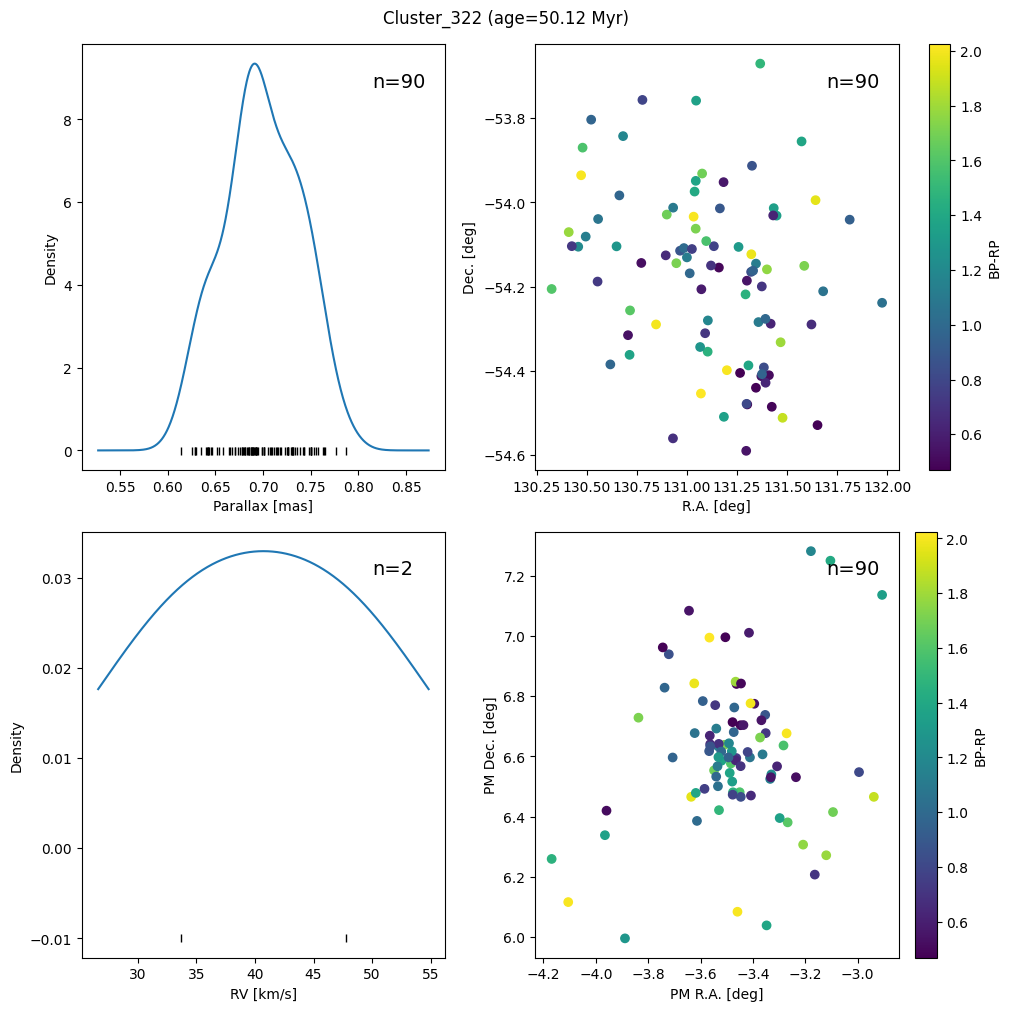 Cluster_322 (age=50.12 Myr)
n=90
Density
8
6
4
2
0
0.55 0.60 0.65 0.70 0.75 0.80 0.85
Parallax [mas]
n=90
Dec. [deg]
−53.8
−54.0
−54.2
−54.4
−54.6
130.25 130.50 130.75 131.00 131.25 131.50 131.75 132.00
R.A. [deg]
2.0
1.8
1.6
1.4
1.2
1.0
0.8
0.6
BP-RP
n=2
Density
0.03
0.02
0.01
0.00
−0.01
30 35 40 45 50 55
RV [km/s]
n=90
PM Dec. [deg]
7.2
7.0
6.8
6.6
6.4
6.2
6.0
−4.2 −4.0 −3.8 −3.6 −3.4 −3.2 −3.0
PM R.A. [deg]
2.0
1.8
1.6
1.4
1.2
1.0
0.8
0.6
BP-RP